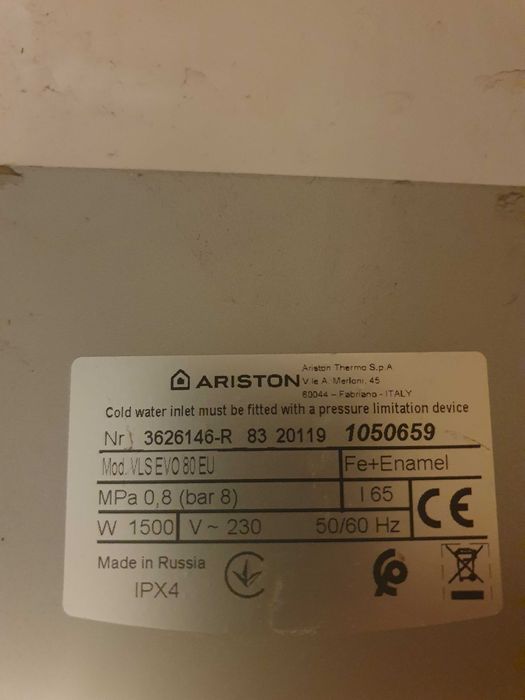 ARISTON
Ariston Thermo S.p.A.
V.le A. Merloni, 45
60044 - Fabriano - ITALY
Cold water inlet must be fitted with a pressure limitation device
Nr 3626146-R 83 20119 1050659
Mod. VLS EVO 80 EU Fe+Enamel
MPa 0,8 (bar 8) l 65
W 1500 V ~ 230 50/60 Hz
CE
Made in Russia
IPX4